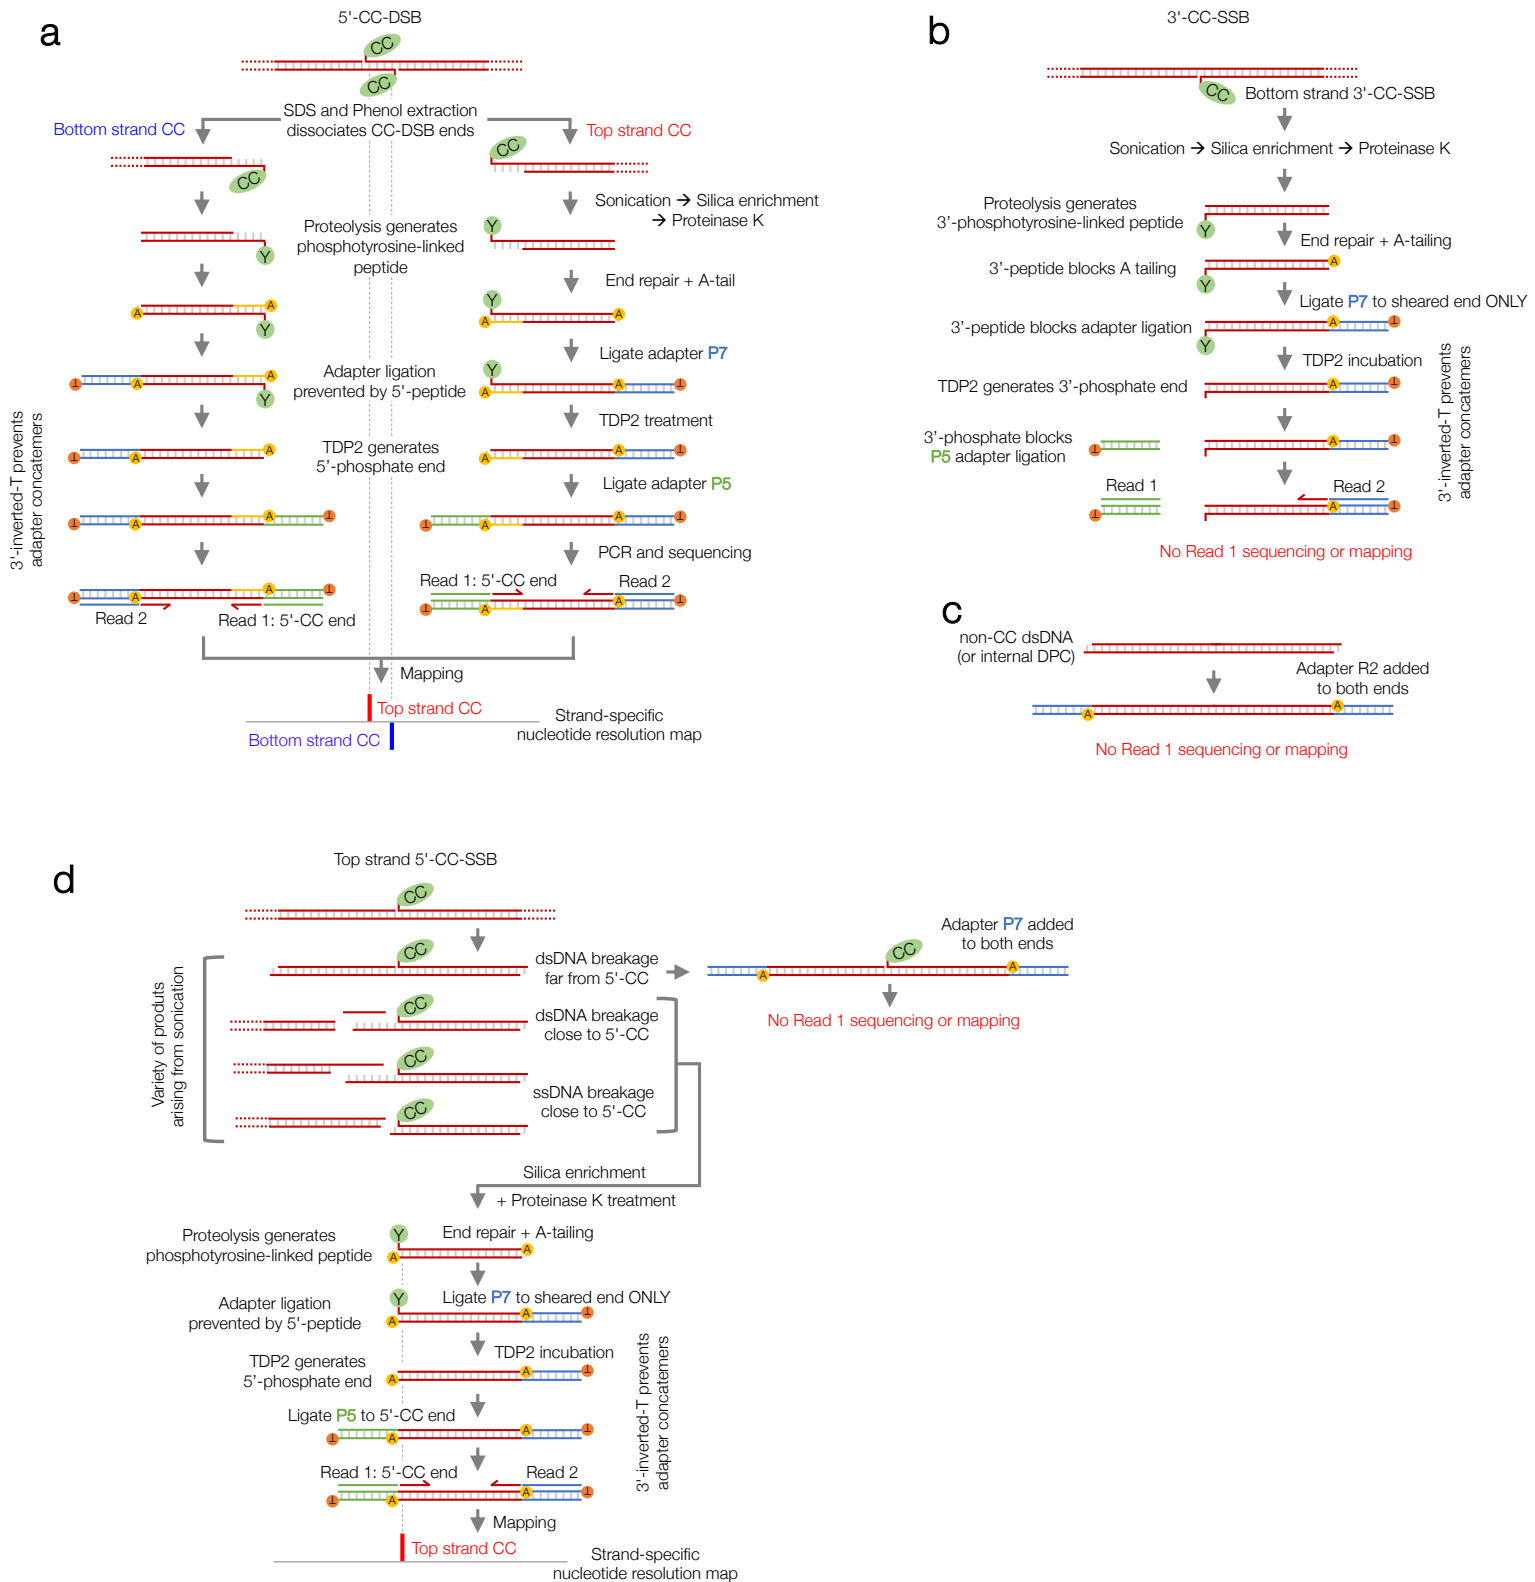 a
5'-CC-DSB
CC
CC
SDS and Phenol extraction
dissociates CC-DSB ends
Bottom strand CC
Top strand CC
CC
CC
Sonication → Silica enrichment
→ Proteinase K
Proteolysis generates
phosphotyrosine-linked
peptide
Y
Y
End repair + A-tail
A
A
Y
Y
A
A
Ligate adapter P7
Adapter ligation
prevented by 5'-peptide
T
A
A
Y
Y
A
A
T
TDP2 treatment
TDP2 generates
5'-phosphate end
T
A
A
A
A
T
Ligate adapter P5
3'-inverted-T prevents
adapter concatemers
T
A
A
T
T
A
A
T
PCR and sequencing
Read 1: 5'-CC end
Read 2
T
A
A
T
T
A
A
T
Read 2
Read 1: 5'-CC end
Mapping
Top strand CC
Bottom strand CC
Strand-specific
nucleotide resolution map
b
3'-CC-SSB
CC
Bottom strand 3'-CC-SSB
Sonication → Silica enrichment → Proteinase K
Proteolysis generates
3'-phosphotyrosine-linked peptide
Y
End repair + A-tailing
3'-peptide blocks A tailing
A
Y
Ligate P7 to sheared end ONLY
3'-peptide blocks adapter ligation
A
T
Y
TDP2 incubation
TDP2 generates 3'-phosphate end
A
T
3'-phosphate blocks
P5 adapter ligation
T
A
T
Read 1
Read 2
T
A
T
3'-inverted-T prevents
adapter concatemers
No Read 1 sequencing or mapping
c
non-CC dsDNA
(or internal DPC)
Adapter R2 added
to both ends
A
A
No Read 1 sequencing or mapping
d
Top strand 5'-CC-SSB
CC
Variety of produts
arising from sonication
CC
dsDNA breakage
far from 5'-CC
CC
Adapter P7 added
to both ends
A
A
No Read 1 sequencing or mapping
CC
dsDNA breakage
close to 5'-CC
CC
ssDNA breakage
close to 5'-CC
CC
Silica enrichment
+ Proteinase K treatment
Proteolysis generates
phosphotyrosine-linked peptide
Y
End repair + A-tailing
A
A
Adapter ligation
prevented by 5'-peptide
Y
Ligate P7 to sheared end ONLY
A
A
T
TDP2 generates
5'-phosphate end
TDP2 incubation
A
A
T
Ligate P5 to 5'-CC end
T
A
A
T
Read 1: 5'-CC end
Read 2
T
A
A
T
3'-inverted-T prevents
adapter concatemers
Mapping
Top strand CC
Strand-specific
nucleotide resolution map